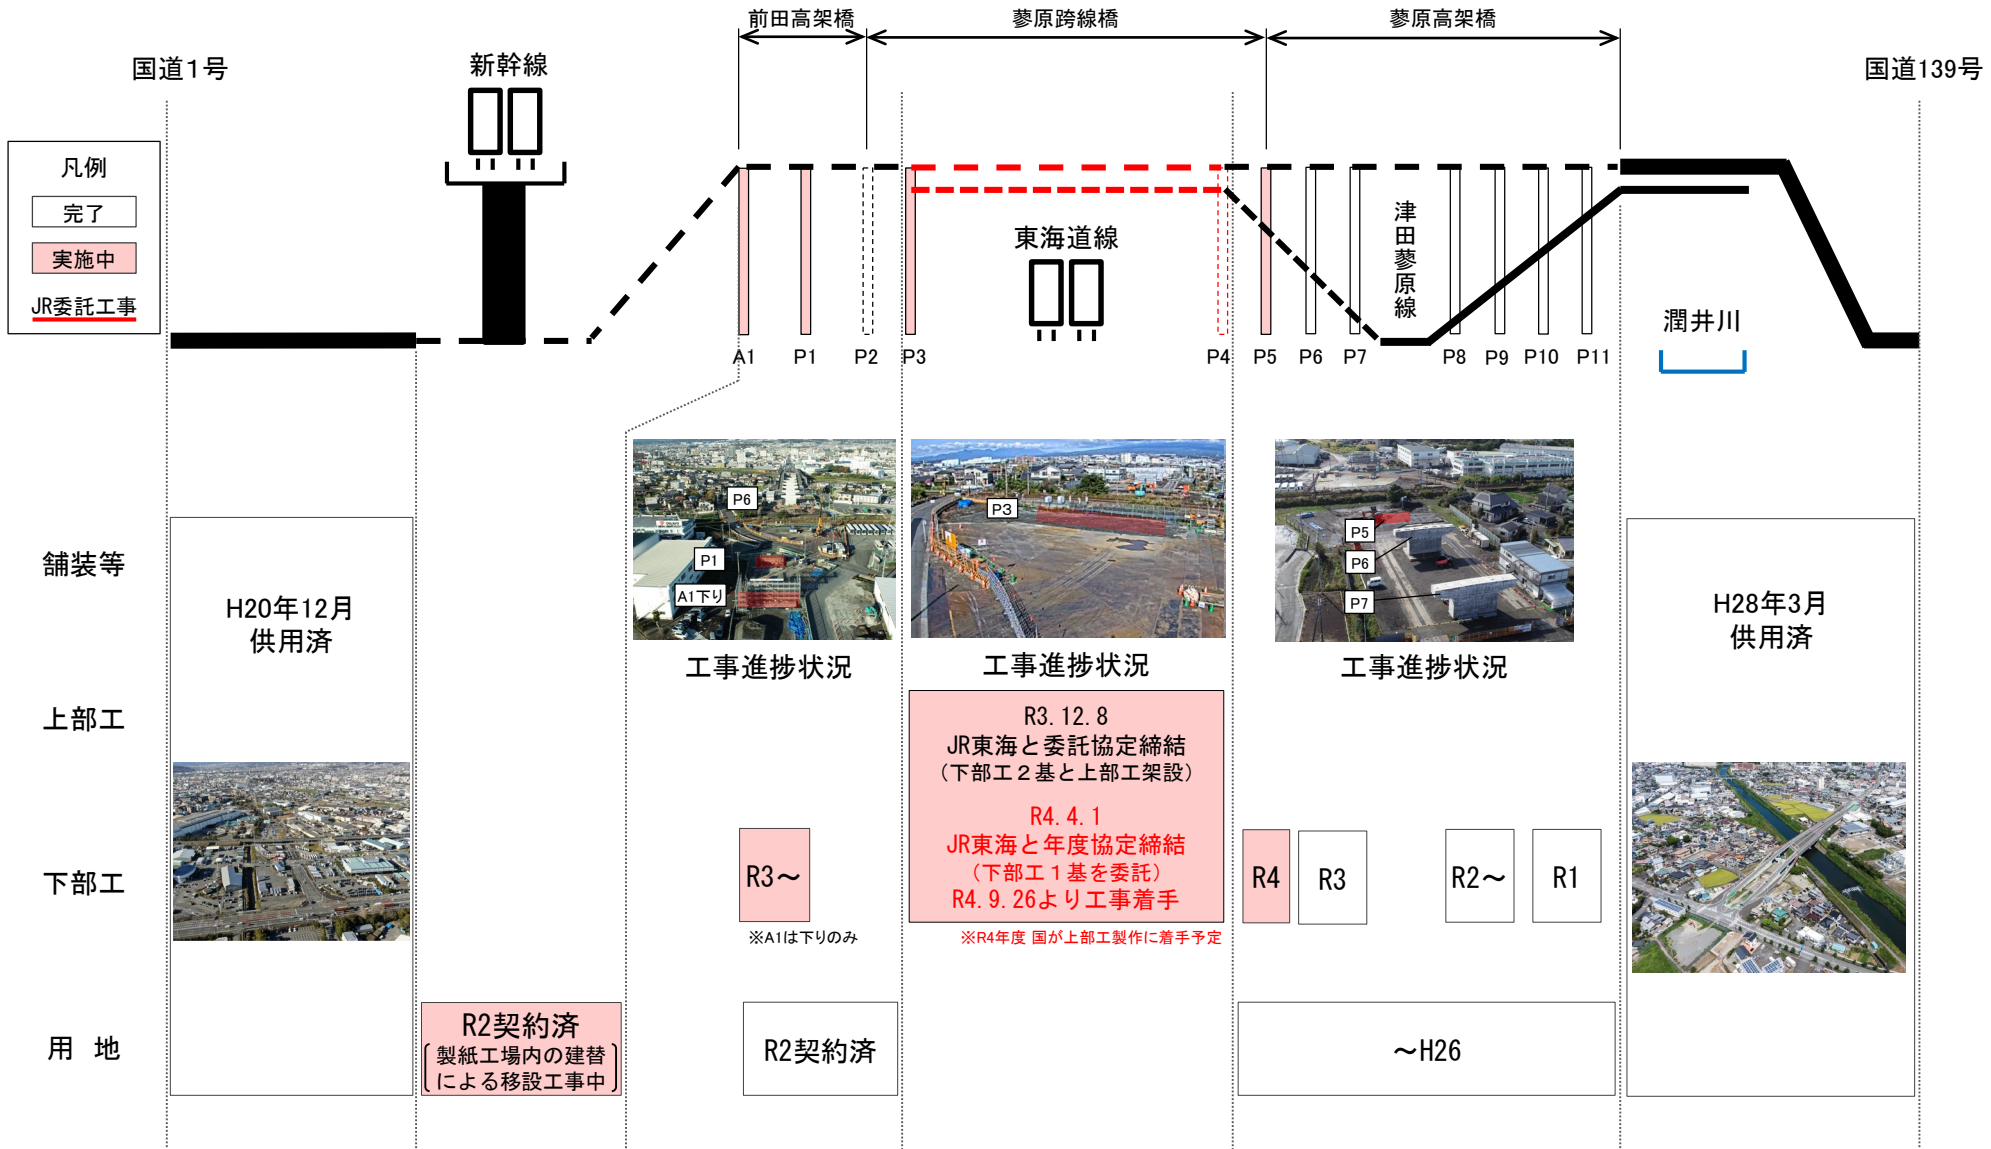 前田高架橋
蓼原跨線橋
蓼原高架橋
国道1号
新幹線
国道139号
凡例
完了
実施中
JR委託工事
東海道線
津田蓼原線
潤井川
A1
P1
P2
P3
P4
P5
P6
P7
P8
P9
P10
P11
P6
P1
A1下り
P3
P5
P6
P7
工事進捗状況
工事進捗状況
工事進捗状況
舗装等
H20年12月
供用済
H28年3月
供用済
上部工
R3.12.8
JR東海と委託協定締結
(下部工2基と上部工架設)
R4.4.1
JR東海と年度協定締結
(下部工1基を委託)
R4.9.26より工事着手
下部工
R3～
R4
R3
R2～
R1
※A1は下りのみ
※R4年度 国が上部工製作に着手予定
用 地
R2契約済
製紙工場内の建替
による移設工事中
R2契約済
～H26